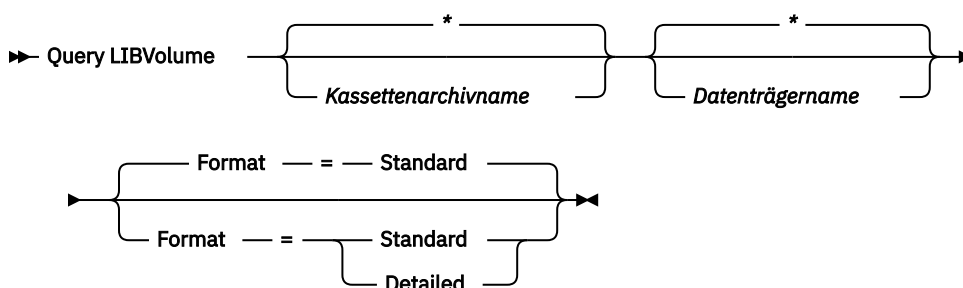 * *
Query LIBVolume
Kassettenarchivname Datenträgername
Format = Standard
Format = Standard
Detailed